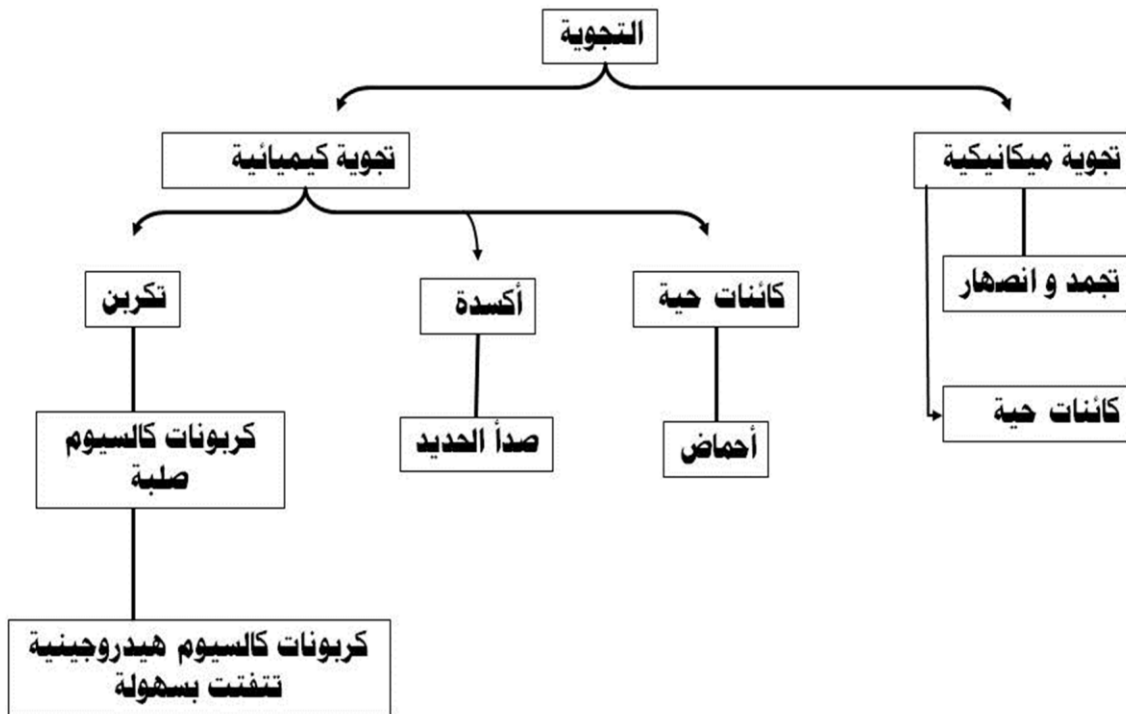 التجوية
تجوية ميكانيكية
تجوية كيميائية
تجمد و انصهار
كائنات حية
كائنات حية
أكسدة
تكربن
أحماض
صدأ الحديد
كربونات كالسيوم
صلبة
كربونات كالسيوم هيدروجينية
تتفتت بسهولة